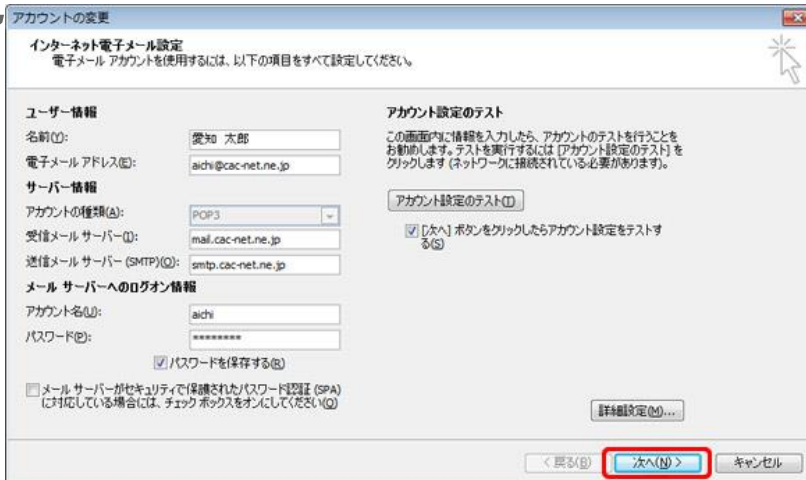 アカウントの変更
インターネット電子メール設定
電子メール アカウントを使用するには、以下の項目をすべて設定してください。
ユーザー情報
名前(Y):
愛知 太郎
電子メール アドレス(E):
aichi@cac-net.ne.jp
サーバー情報
アカウントの種類(A):
POP3
受信メール サーバー(I):
mail.cac-net.ne.jp
送信メール サーバー (SMTP)(O):
smtp.cac-net.ne.jp
メール サーバーへのログオン情報
アカウント名(U):
aichi
パスワード(P):
********
パスワードを保存する(R)
メール サーバーがセキュリティで保護されたパスワード認証 (SPA)
に対応している場合には、チェック ボックスをオンにしてください(Q)
アカウント設定のテスト
この画面内に情報を入力したら、アカウントのテストを行うことを
お勧めします。テストを実行するには [アカウント設定のテスト] を
クリックします (ネットワークに接続されている必要があります)。
アカウント設定のテスト(T)
[次へ] ボタンをクリックしたらアカウント設定をテストす
る(S)
詳細設定(M)...
< 戻る(B)
次へ(N) >
キャンセル